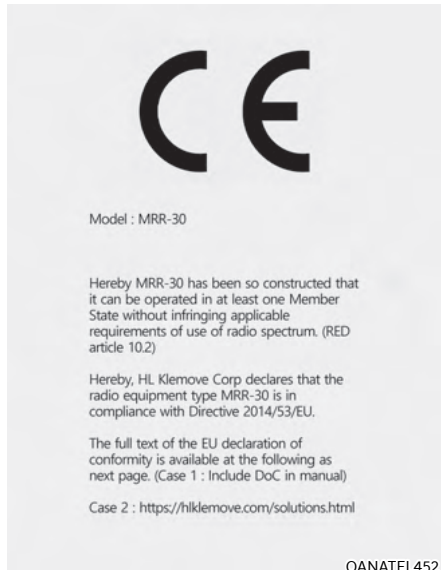 CE
Model : MRR-30
Hereby MRR-30 has been so constructed that
it can be operated in at least one Member
State without infringing applicable
requirements of use of radio spectrum. (RED
article 10.2)
Hereby, HL Klemove Corp declares that the
radio equipment type MRR-30 is in
compliance with Directive 2014/53/EU.
The full text of the EU declaration of
conformity is available at the following as
next page. (Case 1 : Include DoC in manual)
Case 2 : https://hlklemove.com/solutions.html
OANATEL452